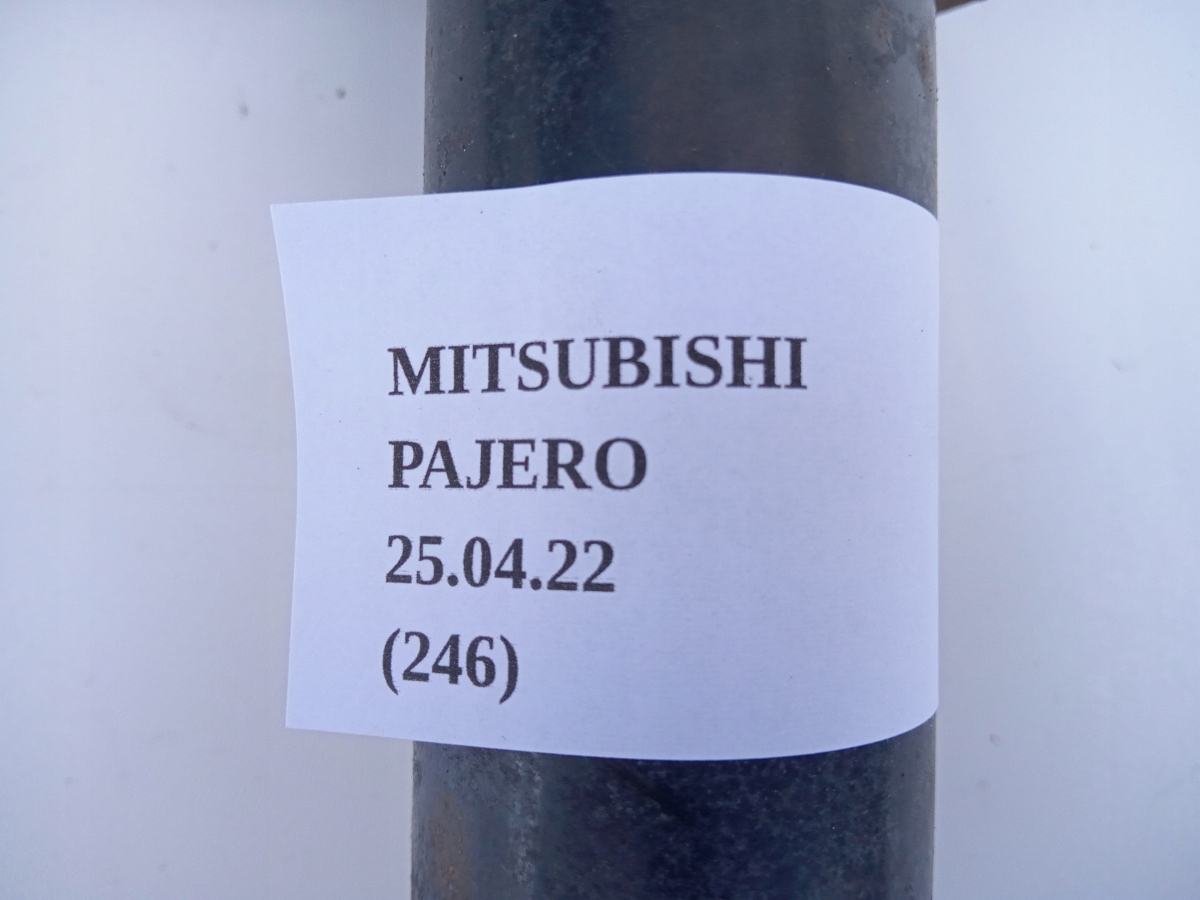 MITSUBISHI
PAJERO
25.04.22
(246)